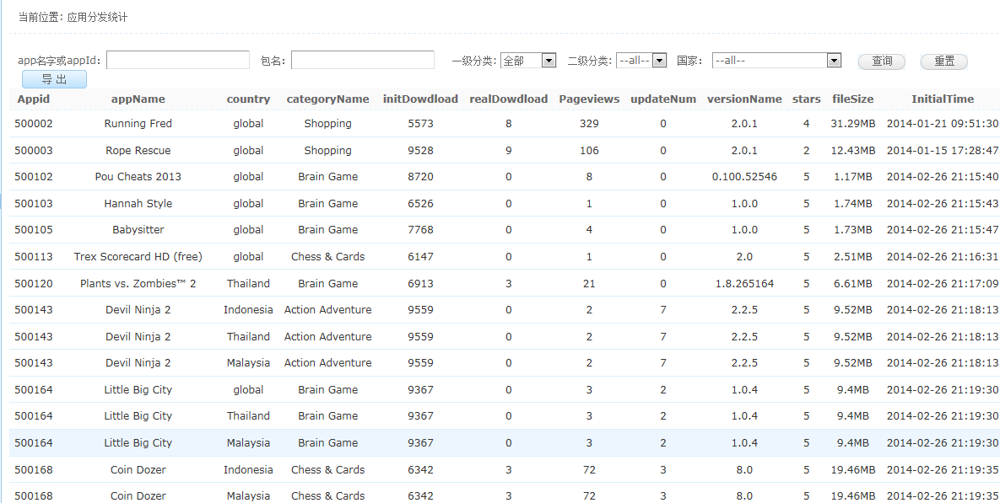 当前位置：应用分发统计
app名字或appId： 包名： 一级分类：全部 二级分类：--all-- 国家： --all-- 查询 重置
导 出
Appid appName country categoryName initDowdload realDowdload Pageviews updateNum versionName stars fileSize InitialTime
500002 Running Fred global Shopping 5573 8 329 0 2.0.1 4 31.29MB 2014-01-21 09:51:30
500003 Rope Rescue global Shopping 9528 9 106 0 2.0.1 2 12.43MB 2014-01-15 17:28:47
500102 Pou Cheats 2013 global Brain Game 8720 0 8 0 0.100.52546 5 1.17MB 2014-02-26 21:15:40
500103 Hannah Style global Brain Game 6526 0 1 0 1.0.0 5 1.74MB 2014-02-26 21:15:43
500105 Babysitter global Brain Game 7768 0 4 0 1.0.0 5 1.73MB 2014-02-26 21:15:47
500113 Trex Scorecard HD (free) global Chess & Cards 6147 0 1 0 2.0 5 2.51MB 2014-02-26 21:16:31
500120 Plants vs. Zombies™ 2 Thailand Brain Game 6913 3 21 0 1.8.265164 5 6.61MB 2014-02-26 21:17:09
500143 Devil Ninja 2 Indonesia Action Adventure 9559 0 2 7 2.2.5 5 9.52MB 2014-02-26 21:18:13
500143 Devil Ninja 2 Thailand Action Adventure 9559 0 2 7 2.2.5 5 9.52MB 2014-02-26 21:18:13
500143 Devil Ninja 2 Malaysia Action Adventure 9559 0 2 7 2.2.5 5 9.52MB 2014-02-26 21:18:13
500164 Little Big City global Brain Game 9367 0 3 2 1.0.4 5 9.4MB 2014-02-26 21:19:30
500164 Little Big City Thailand Brain Game 9367 0 3 2 1.0.4 5 9.4MB 2014-02-26 21:19:30
500164 Little Big City Malaysia Brain Game 9367 0 3 2 1.0.4 5 9.4MB 2014-02-26 21:19:30
500168 Coin Dozer Indonesia Chess & Cards 6342 3 72 3 8.0 5 19.46MB 2014-02-26 21:19:35
500168 Coin Dozer Malaysia Chess & Cards 6342 3 72 3 8.0 5 19.46MB 2014-02-26 21:19:35